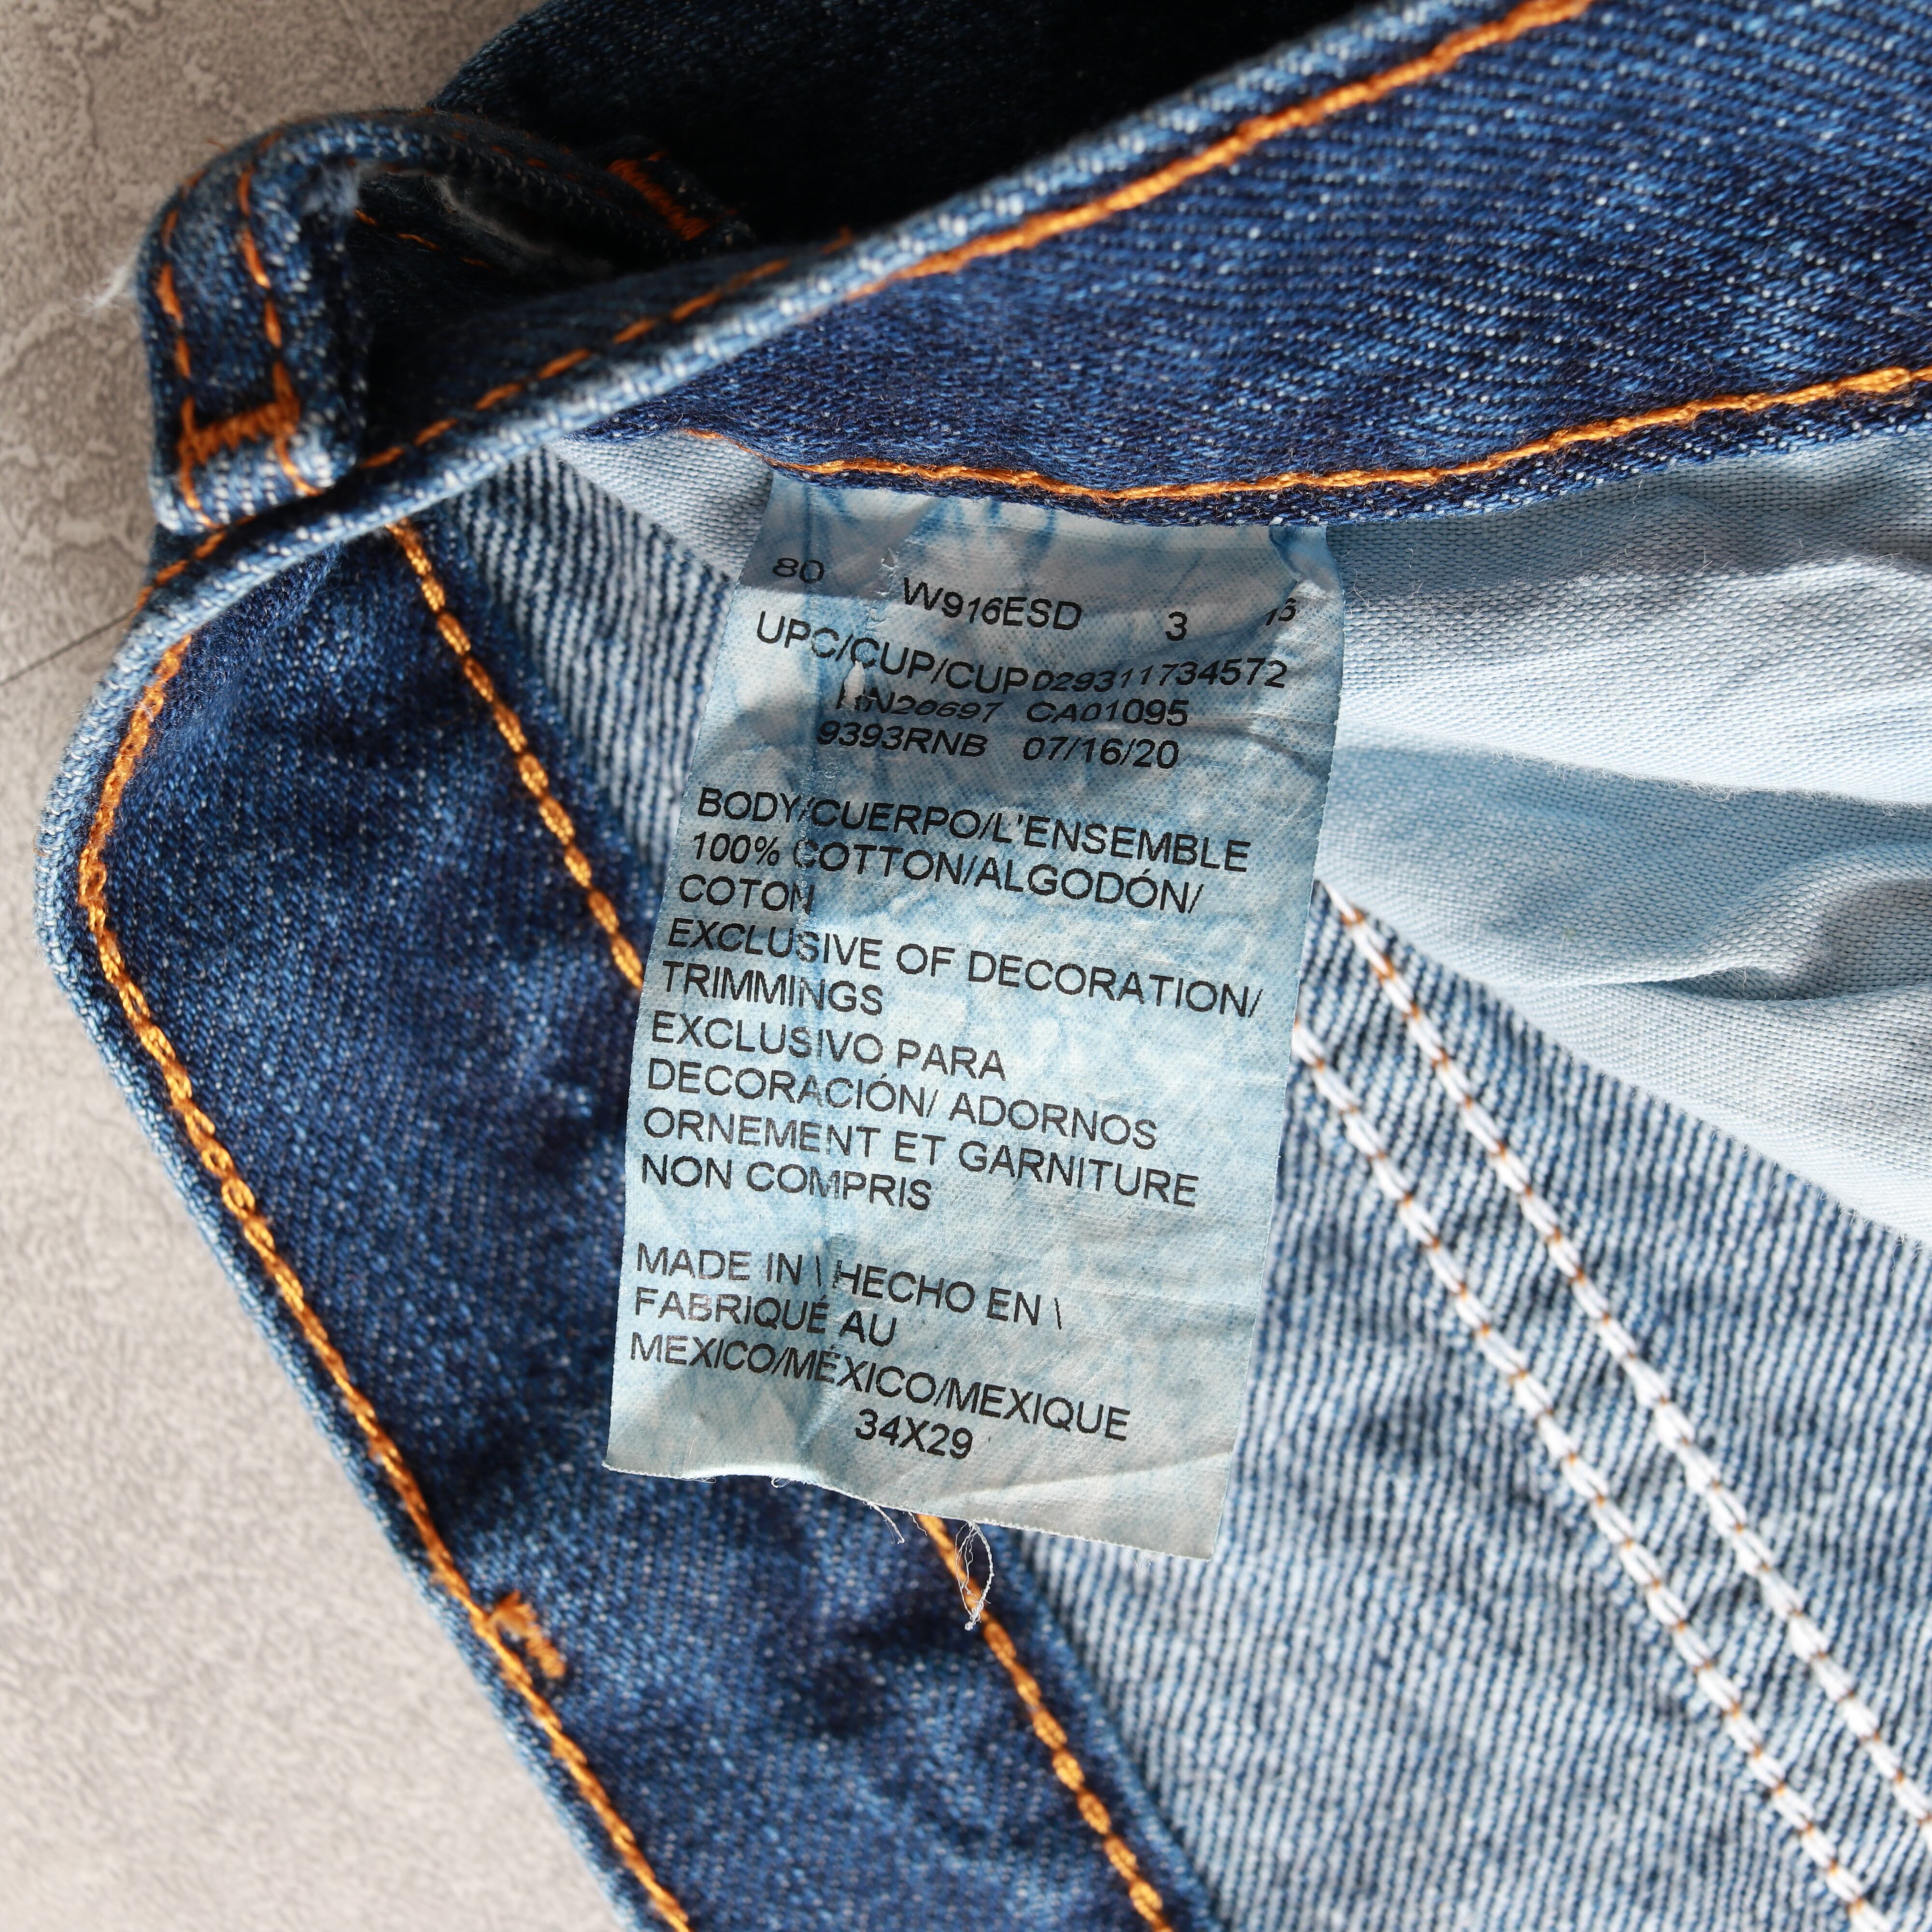 80 W916ESD 3
UPC/CUP/CUP 029311734572
CA01095
9393RNB 07/16/20
BODY/CUERPO/L'ENSEMBLE
100% COTTON/ALGODÓN/
COTON
EXCLUSIVE OF DECORATION/
TRIMMINGS
EXCLUSIVO PARA
DECORACIÓN/ ADORNOS
ORNEMENT ET GARNITURE
NON COMPRIS
MADE IN \ HECHO EN \
FABRIQUÉ AU
MEXICO/MÉXICO/MEXIQUE
34X29